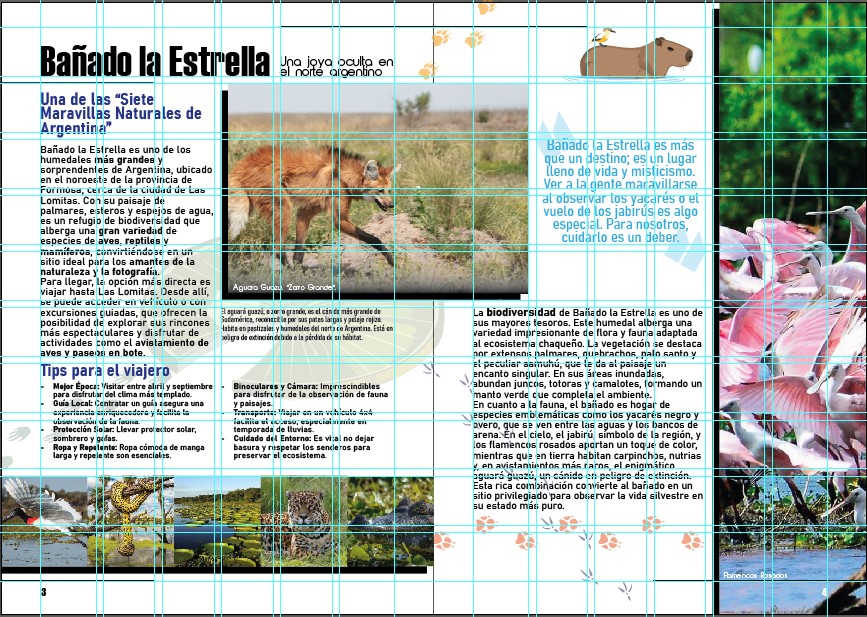 Bañado la Estrella
Una joya oculta en
el norte argentino
Una de las “Siete
Maravillas Naturales de
Argentina”
Bañado la Estrella es uno de los
humedales más grandes y
sorprendentes de Argentina, ubicado
en el noroeste de la provincia de
Formosa, cerca de la ciudad de Las
Lomitas. Con su paisaje de
palmares, esteros y espejos de agua,
es un refugio de biodiversidad que
alberga una gran variedad de
especies de aves, reptiles y
mamíferos, convirtiéndose en un
sitio ideal para los amantes de la
naturaleza y la fotografía.
Para llegar, la opción más directa es
viajar hasta Las Lomitas. Desde allí,
se puede acceder en vehículo o con
excursiones guiadas, que ofrecen la
posibilidad de explorar sus rincones
más espectaculares y disfrutar de
actividades como el avistamiento de
aves y paseos en bote.
Aguara Guazú. "Zorro Grande".
El aguará guazú, o zorro grande, es el cánido más grande de
Sudamérica, reconocible por sus patas largas y pelaje rojizo.
Habita en pastizales y humedales del norte de Argentina. Está en
peligro de extinción debido a la pérdida de su hábitat.
Tips para el viajero
- Mejor Época: Visitar entre abril y septiembre
para disfrutar del clima más templado.
- Guía Local: Contratar un guía asegura una
experiencia enriquecedora y facilita la
observación de la fauna.
- Protección Solar: Llevar protector solar,
sombrero y gafas.
- Ropa y Repelente: Ropa cómoda de manga
larga y repelente son esenciales.
- Binoculares y Cámara: Imprescindibles
para disfrutar de la observación de fauna
y paisajes.
- Transporte: Viajar en un vehículo 4x4
facilita el acceso, especialmente en
temporada de lluvias.
- Cuidado del Entorno: Es vital no dejar
basura y respetar los senderos para
preservar el ecosistema.
3
Bañado la Estrella es más
que un destino; es un lugar
lleno de vida y misticismo.
Ver a la gente maravillarse
al observar los yacarés o el
vuelo de los jabirús es algo
especial. Para nosotros,
cuidarlo es un deber.
La biodiversidad de Bañado la Estrella es uno de
sus mayores tesoros. Este humedal alberga una
variedad impresionante de flora y fauna adaptada
al ecosistema chaqueño. La vegetación se destaca
por extensos palmares, quebrachos, palo santo y
el peculiar samuhú, que le da al paisaje un
encanto singular. En sus áreas inundadas,
abundan juncos, totoras y camalotes, formando un
manto verde que completa el ambiente.
En cuanto a la fauna, el bañado es hogar de
especies emblemáticas como los yacarés negro y
overo, que se ven entre las aguas y los bancos de
arena. En el cielo, el jabirú, símbolo de la región, y
los flamencos rosados aportan un toque de color,
mientras que en tierra habitan carpinchos, nutrias
y, en avistamientos más raros, el enigmático
aguará guazú, un cánido en peligro de extinción.
Esta rica combinación convierte al bañado en un
sitio privilegiado para observar la vida silvestre en
su estado más puro.
Flamencos Rosados
4